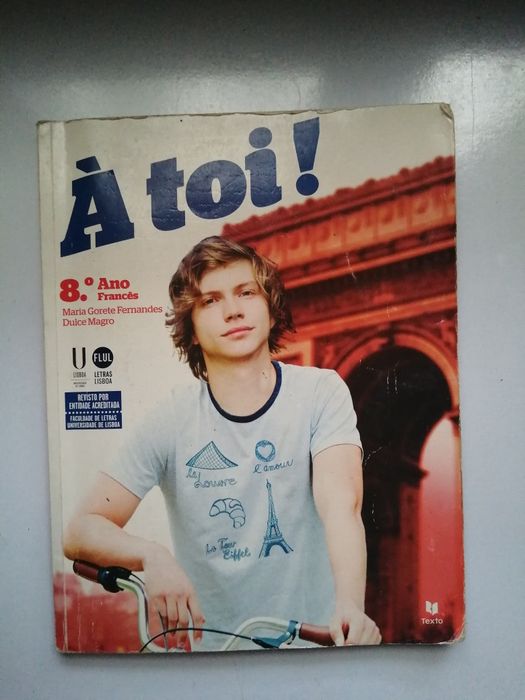 À toi !
8.º Ano
Francês
Maria Gorete Fernandes
Dulce Magro
U
LISBOA
FLUL
LETRAS
LISBOA
REVISTO POR
ENTIDADE ACREDITADA
FACULDADE DE LETRAS
UNIVERSIDADE DE LISBOA
Le
Louvre
L'amour
La Tour
Eiffel
Texto